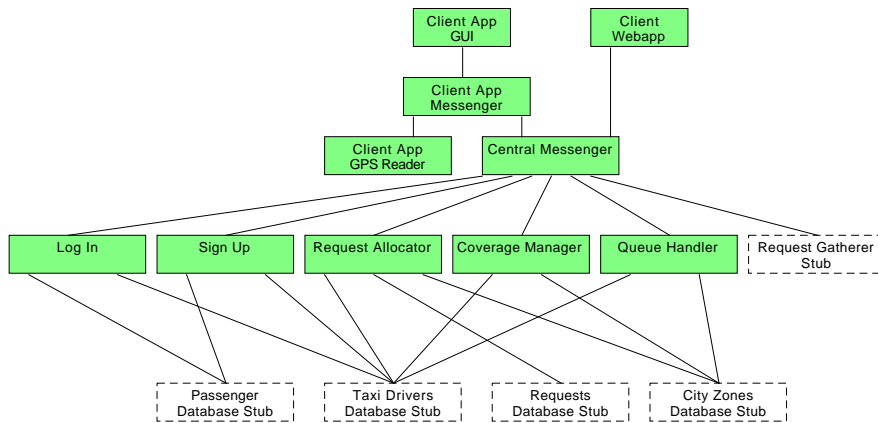 Client App
GUI
Client
Webapp
Client App
Messenger
Client App
GPS Reader
Central Messenger
Log In
Sign Up
Request Allocator
Coverage Manager
Queue Handler
Request Gatherer
Stub
Passenger
Database Stub
Taxi Drivers
Database Stub
Requests
Database Stub
City Zones
Database Stub